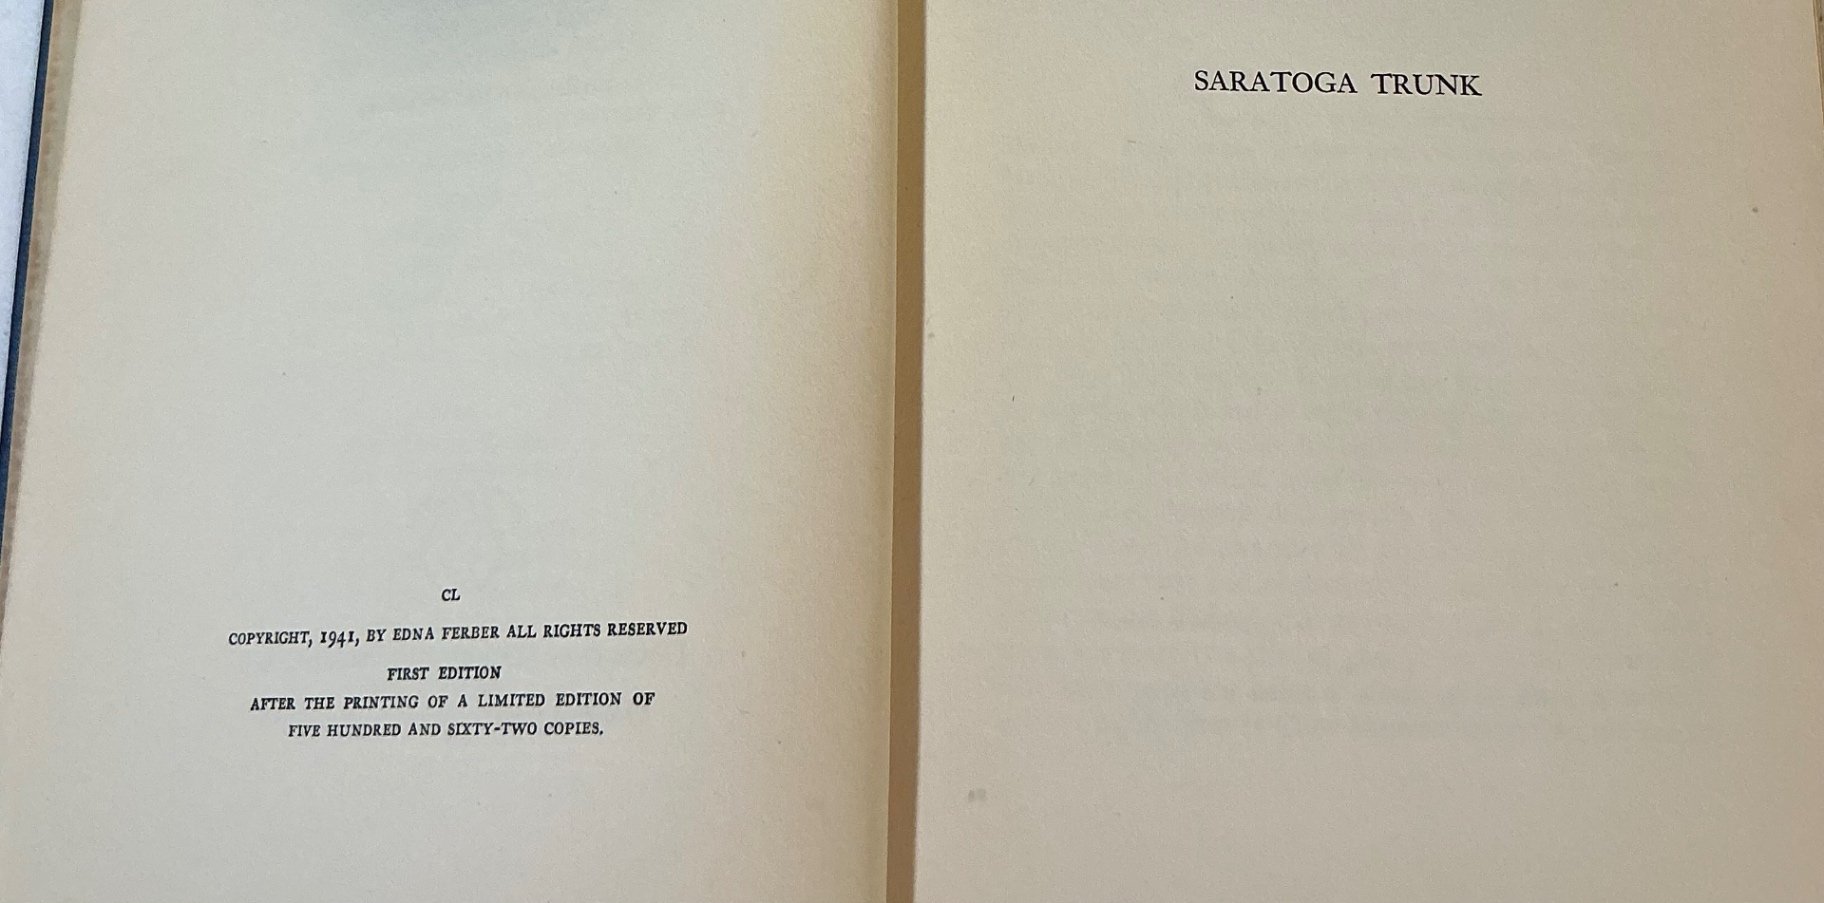 CL
COPYRIGHT, 1941, BY EDNA FERBER ALL RIGHTS RESERVED
FIRST EDITION
AFTER THE PRINTING OF A LIMITED EDITION OF
FIVE HUNDRED AND SIXTY-TWO COPIES.
SARATOGA TRUNK